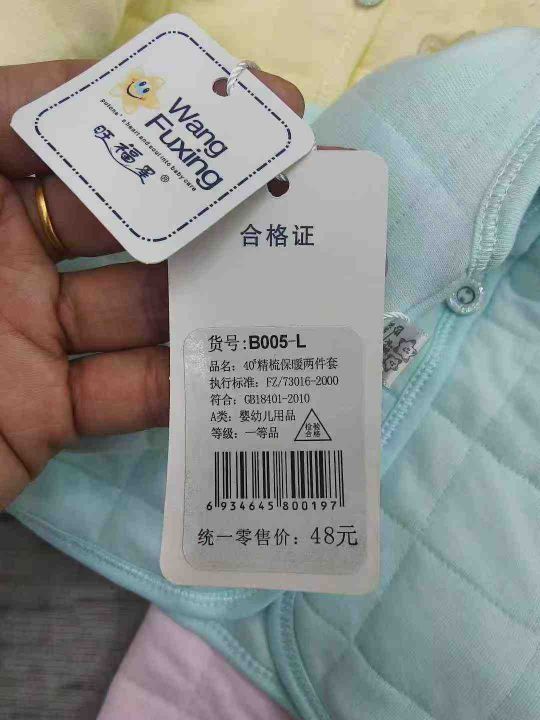 Wang
Fuxing
putone's heart and soul into baby care
旺福星®
合格证
货号:B005-L
品名:40S精梳保暖两件套
执行标准:FZ/73016-2000
符合:GB18401-2010
A类:婴幼儿用品
等级:一等品
检验
合格
6 934645 800197
统一零售价:48元